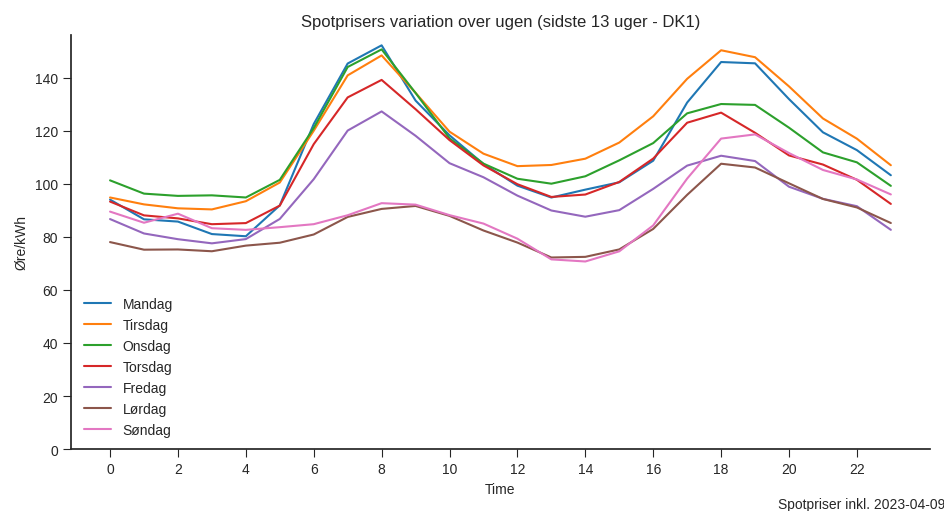 Spotprisers variation over ugen (sidste 13 uger - DK1)
Øre/kWh
140
120
100
80
60
40
20
0
Mandag
Tirsdag
Onsdag
Torsdag
Fredag
Lørdag
Søndag
0 2 4 6 8 10 12 14 16 18 20 22
Time
Spotpriser inkl. 2023-04-09